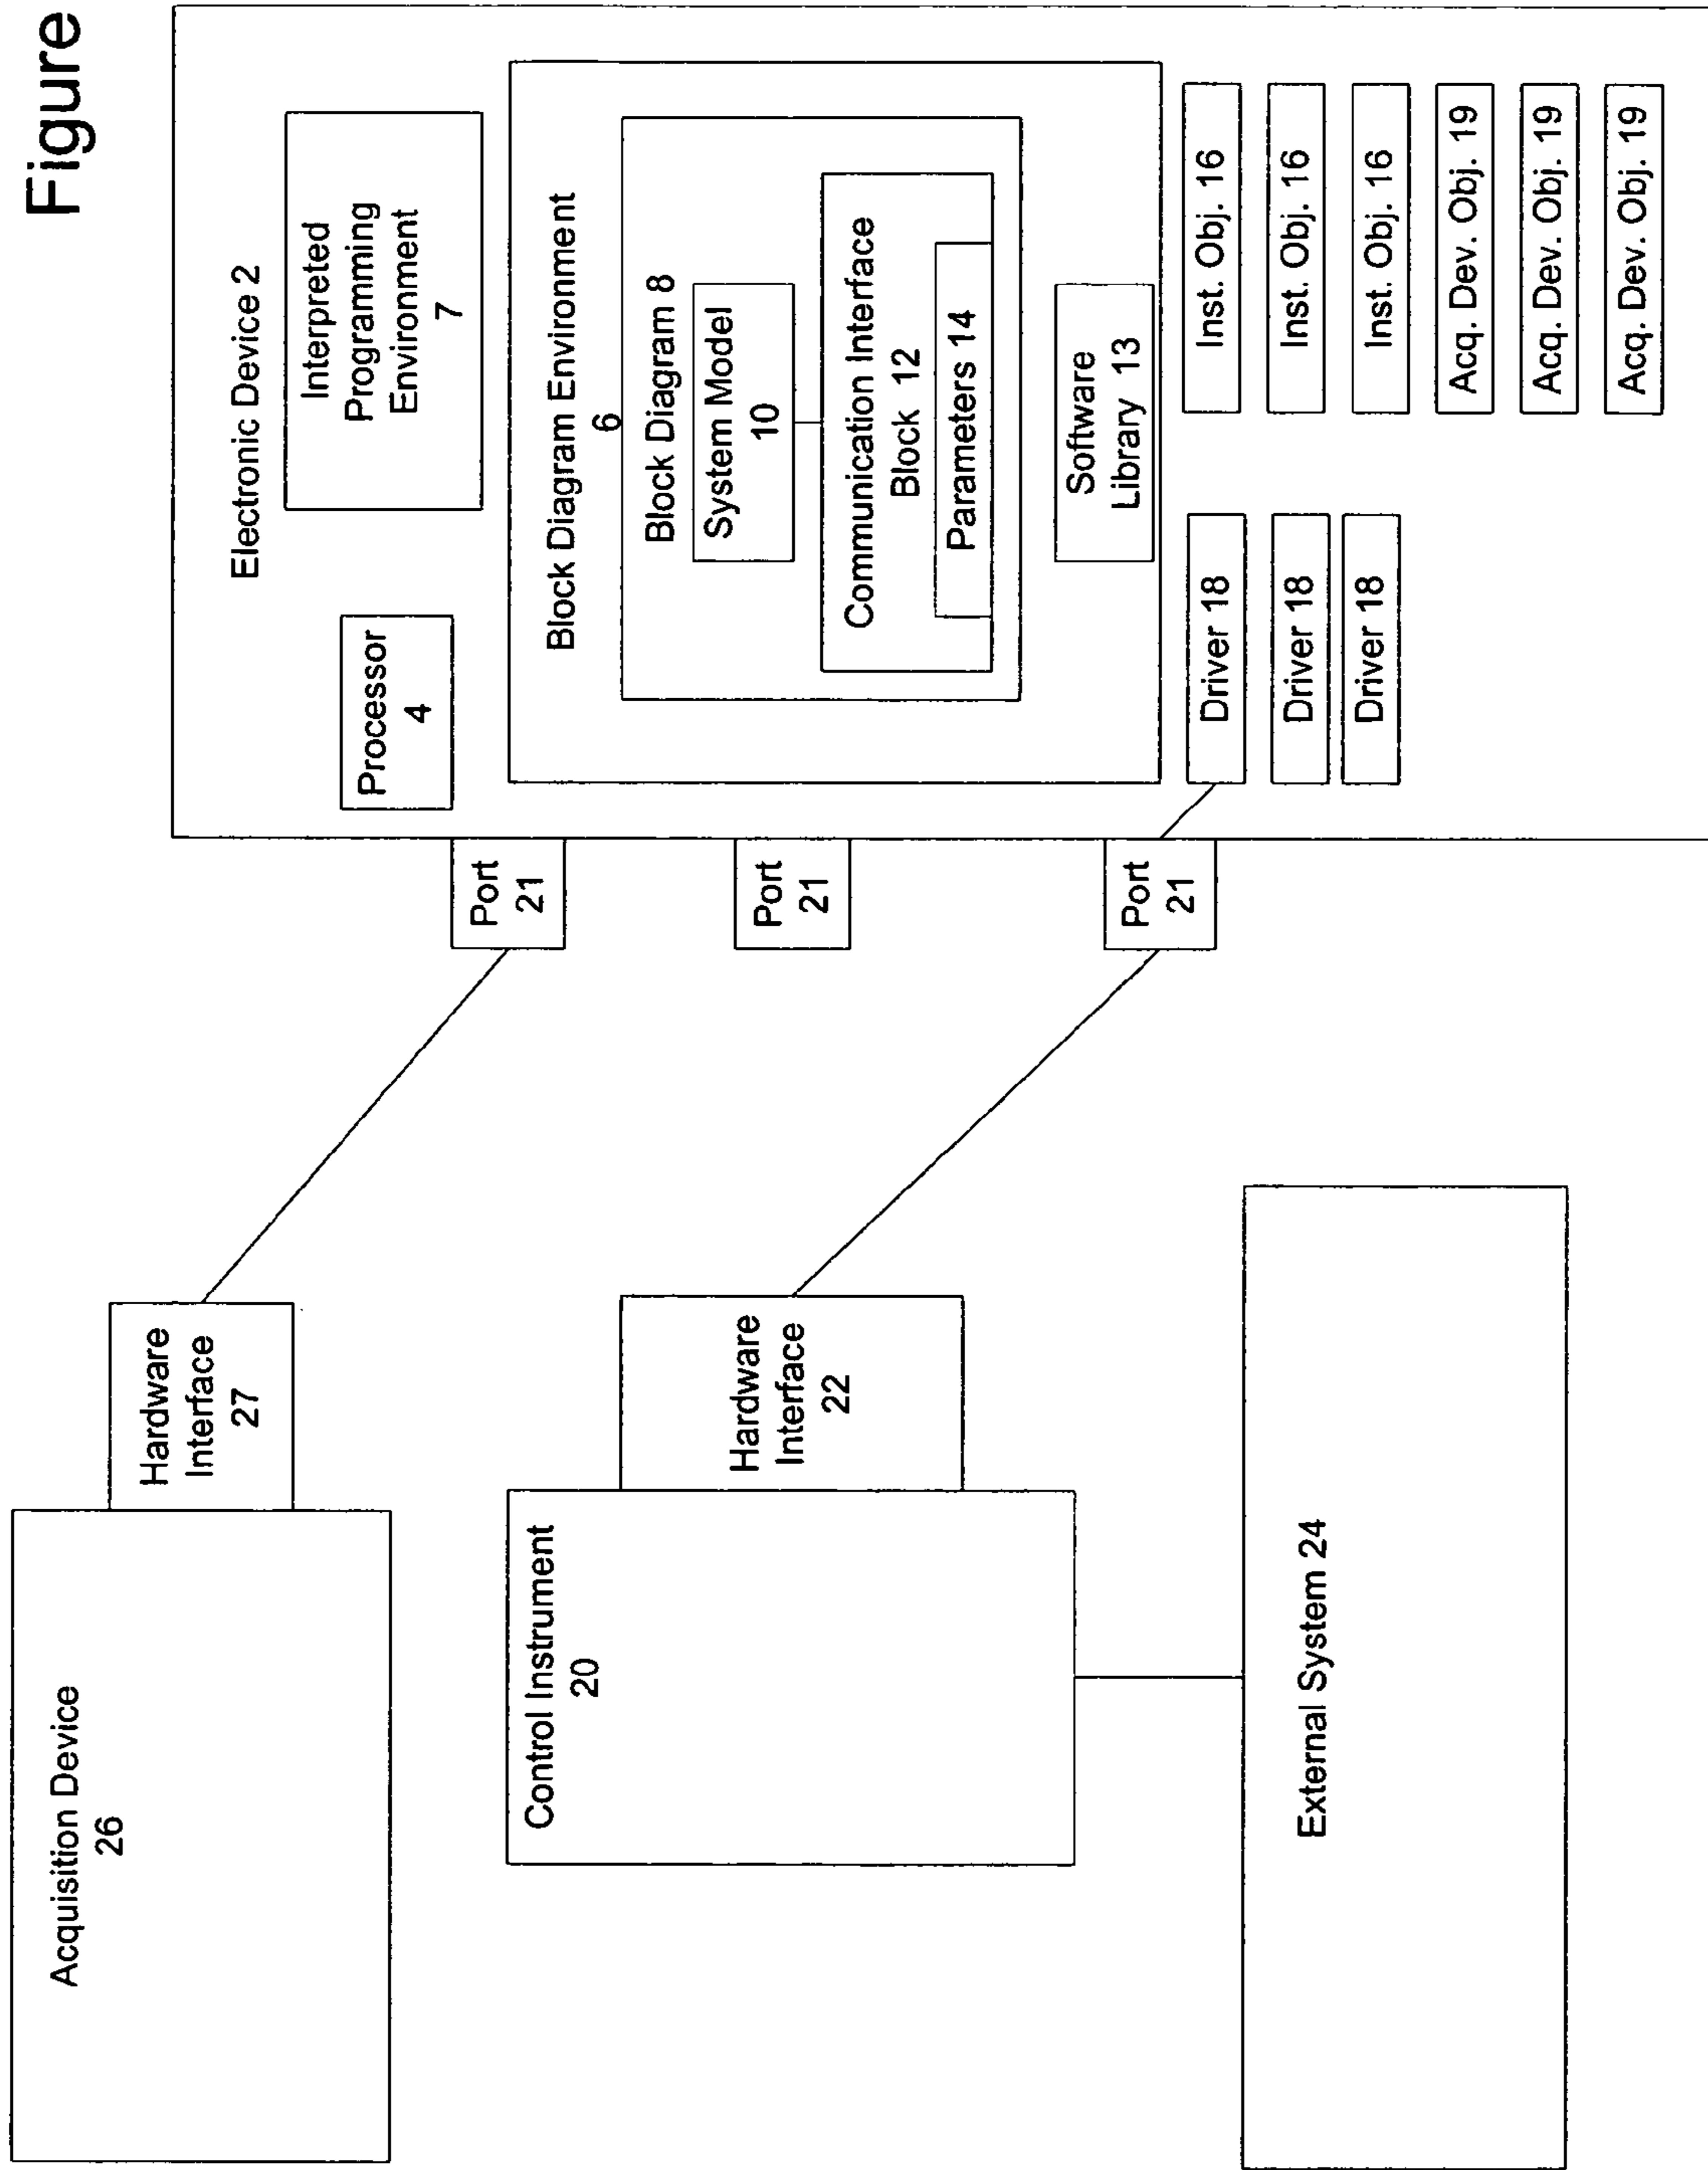 Figure
Acquisition Device
26
Hardware
Interface
27
Control Instrument
20
Hardware
Interface
22
External System 24
Port
21
Port
21
Port
21
Electronic Device 2
Processor
4
Interpreted
Programming
Environment
7
Block Diagram Environment
6
Block Diagram 8
System Model
10
Communication Interface
Block 12
Parameters 14
Software
Library 13
Driver 18
Driver 18
Driver 18
Inst. Obj. 16
Inst. Obj. 16
Inst. Obj. 16
Acq. Dev. Obj. 19
Acq. Dev. Obj. 19
Acq. Dev. Obj. 19